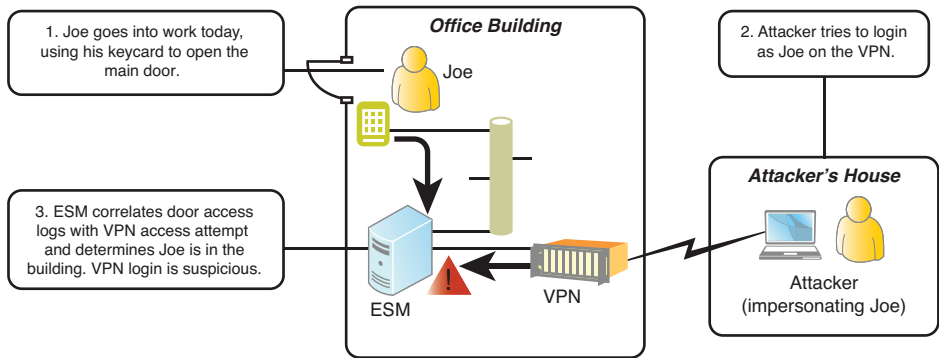 1. Joe goes into work today,
using his keycard to open the
main door.
Office Building
Joe
2. Attacker tries to login
as Joe on the VPN.
3. ESM correlates door access
logs with VPN access attempt
and determines Joe is in the
building. VPN login is suspicious.
!
ESM
VPN
Attacker's House
Attacker
(impersonating Joe)